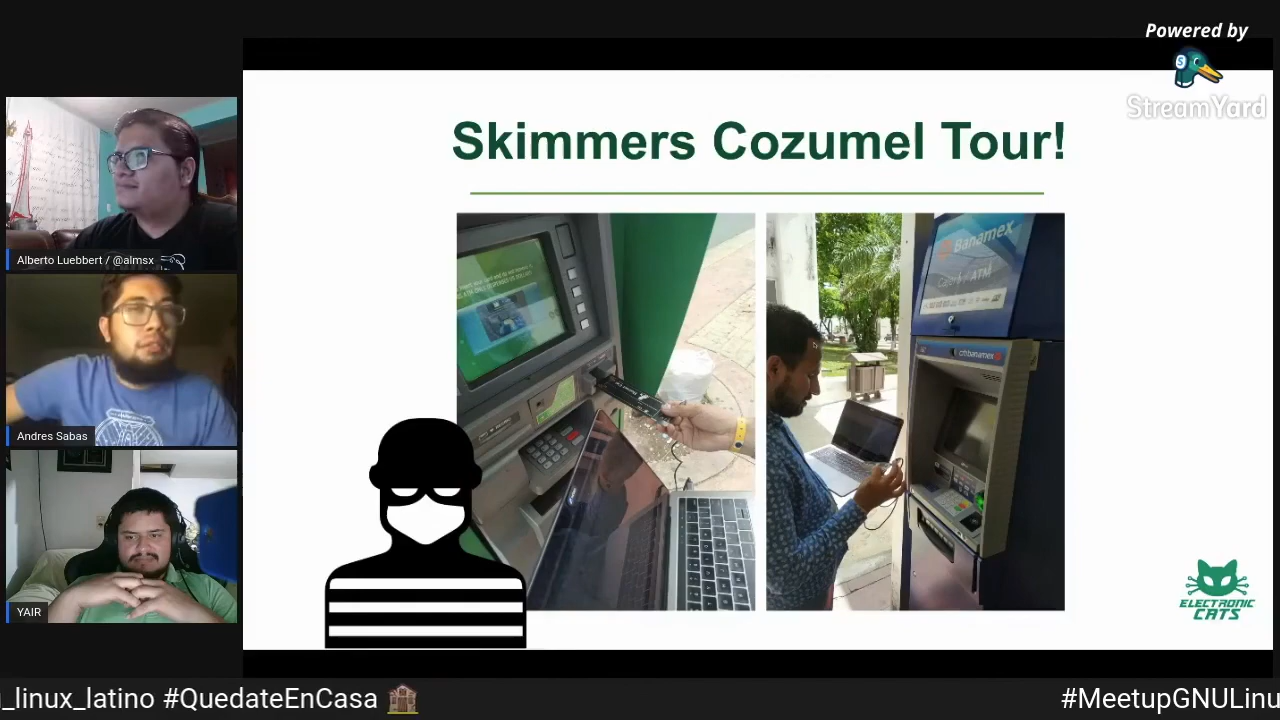 Powered by
StreamYard
Skimmers Cozumel Tour!
Banamex
citibanamex
ELECTRONIC
CATS
Alberto Luebbert / @almsx
Andres Sabas
YAIR
_linux_latino #QuedateEnCasa
#MeetupGNULinu